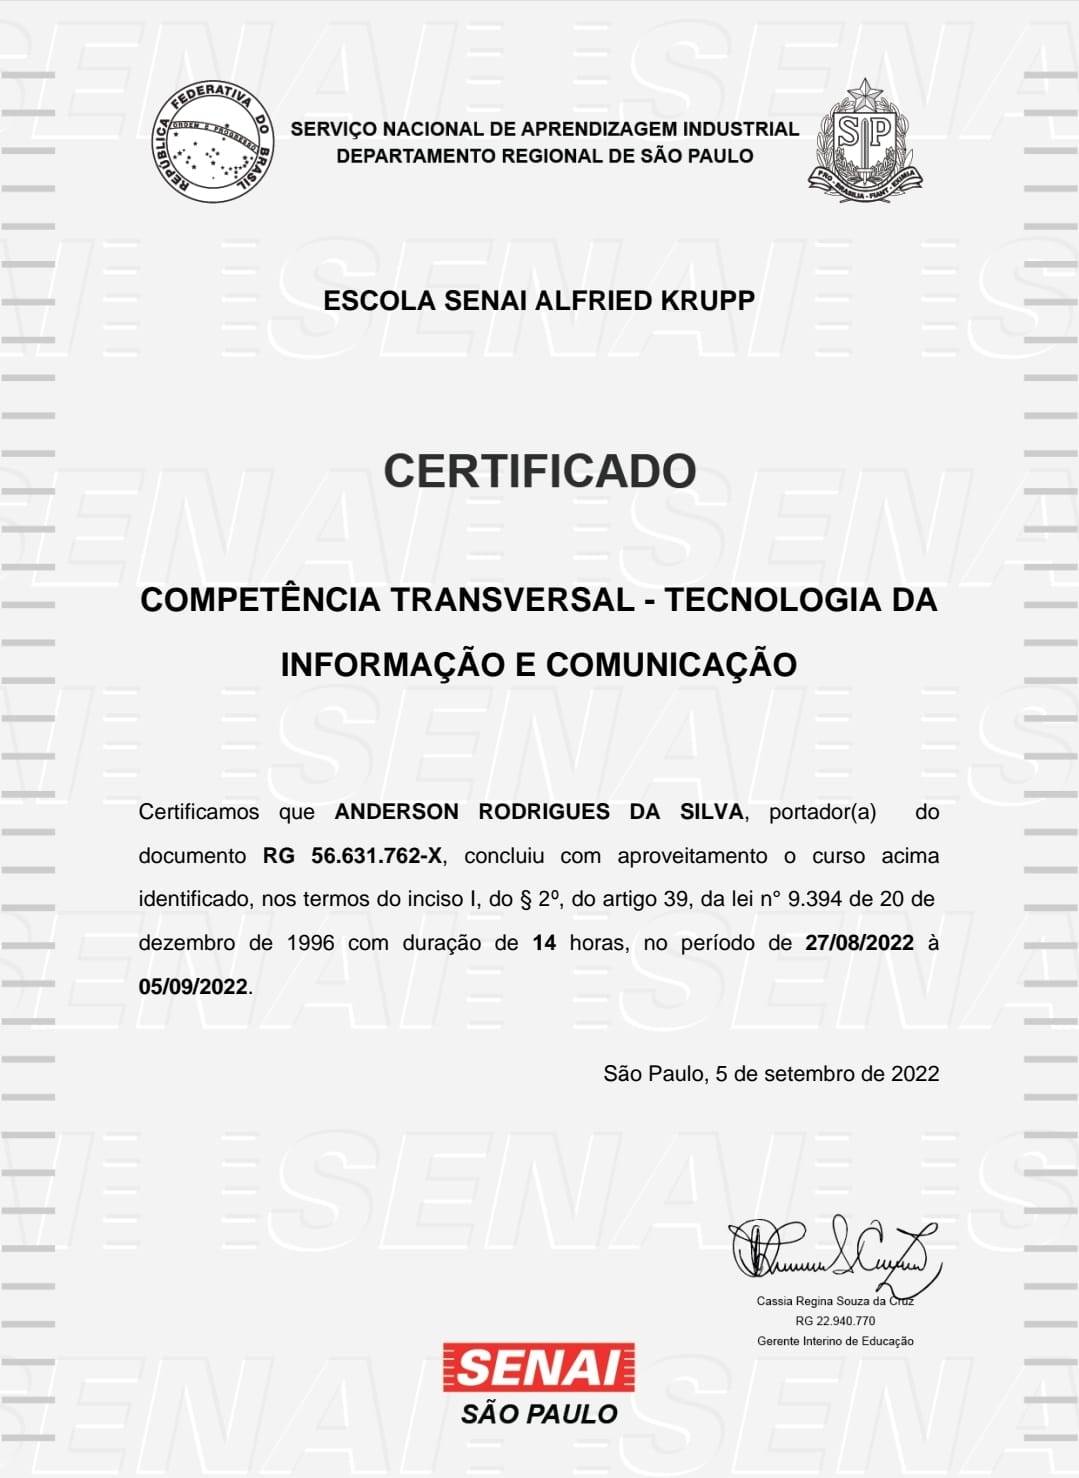 REPÚBLICA FEDERATIVA DO BRASIL
ORDEM E PROGRESSO
SERVIÇO NACIONAL DE APRENDIZAGEM INDUSTRIAL
DEPARTAMENTO REGIONAL DE SÃO PAULO
SP
PRO · BRASILIA · FIANT · EXIMIA
ESCOLA SENAI ALFRIED KRUPP
CERTIFICADO
COMPETÊNCIA TRANSVERSAL - TECNOLOGIA DA
INFORMAÇÃO E COMUNICAÇÃO
Certificamos que ANDERSON RODRIGUES DA SILVA, portador(a) do
documento RG 56.631.762-X, concluiu com aproveitamento o curso acima
identificado, nos termos do inciso I, do § 2º, do artigo 39, da lei n° 9.394 de 20 de
dezembro de 1996 com duração de 14 horas, no período de 27/08/2022 à
05/09/2022.
São Paulo, 5 de setembro de 2022
Cassia Regina Souza da Cruz
RG 22.940.770
Gerente Interino de Educação
SENAI
SÃO PAULO